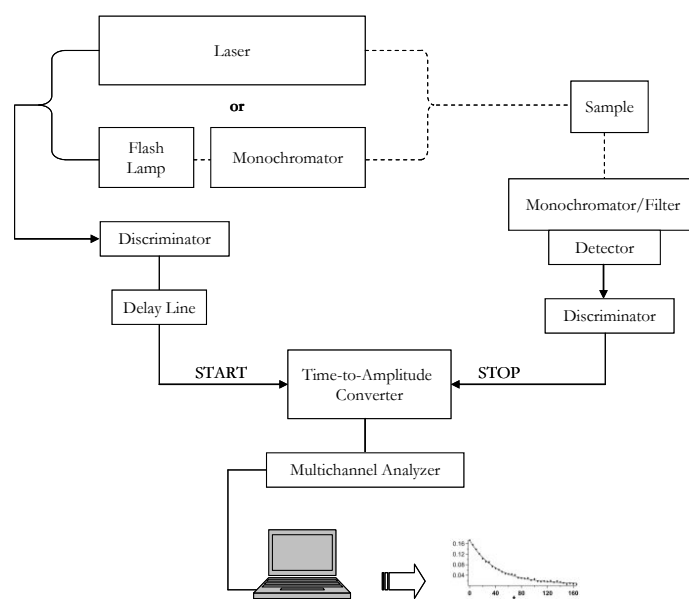 Laser
or
Flash
Lamp
Monochromator
Sample
Monochromator/Filter
Detector
Discriminator
Delay Line
Discriminator
START
Time-to-Amplitude
Converter
STOP
Multichannel Analyzer
0.16
0.12
0.08
0.04
0 40 80 120 160